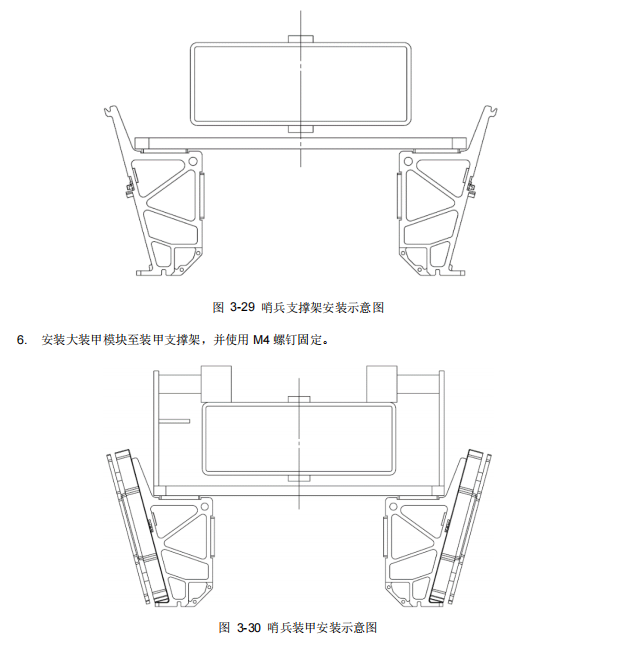 图 3-29 哨兵支撑架安装示意图
6. 安装大装甲模块至装甲支撑架，并使用 M4 螺钉固定。
图 3-30 哨兵装甲安装示意图